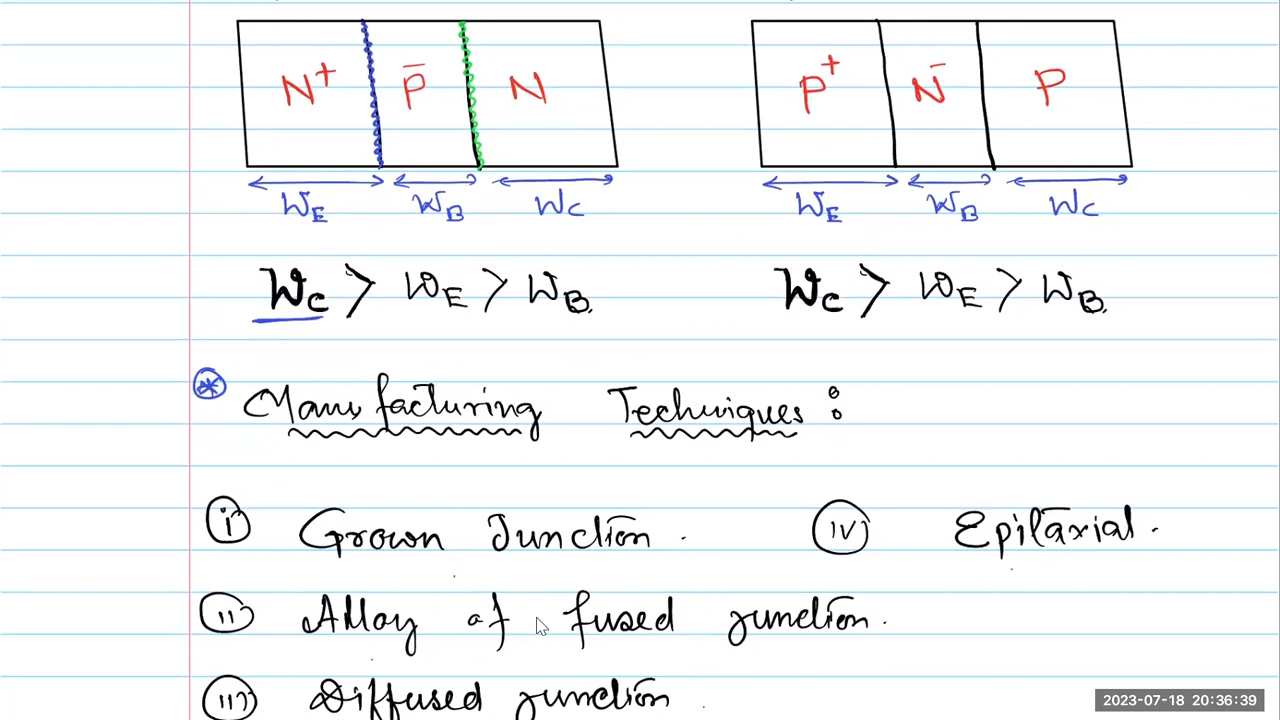 N⁺ P̄ N P⁺ N⁻ P
W_E W_B W_C W_E W_B W_C
W_C > W_E > W_B. W_C > W_E > W_B.
* Manufacturing Techniques :
(i) Grown Junction . (iv) Epitaxial .
(ii) Alloy of fused junction .
(iii) Diffused junction .
2023-07-18 20:36:39